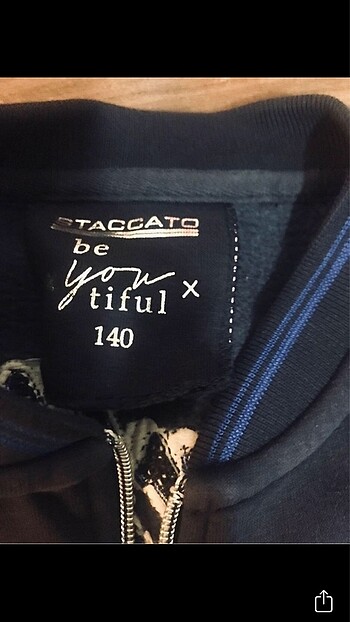 STACCATO
be
you
tiful x
140